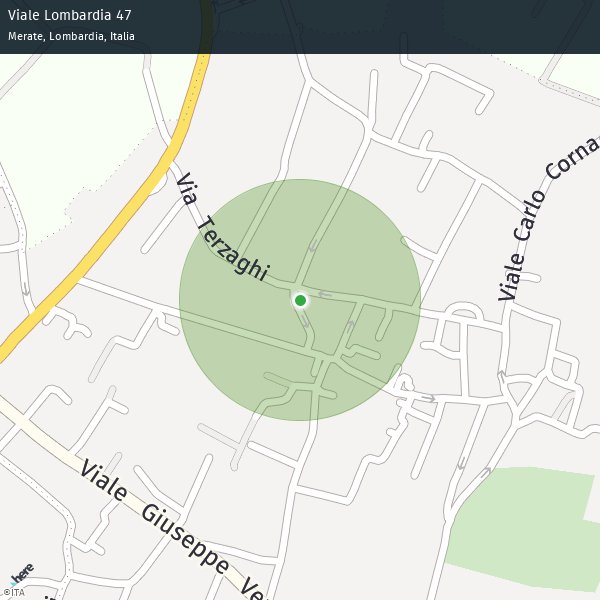 Viale Lombardia 47
Merate, Lombardia, Italia
Viale Carlo Corna
Via Terzaghi
Viale Giuseppe Ve
here
©ITA